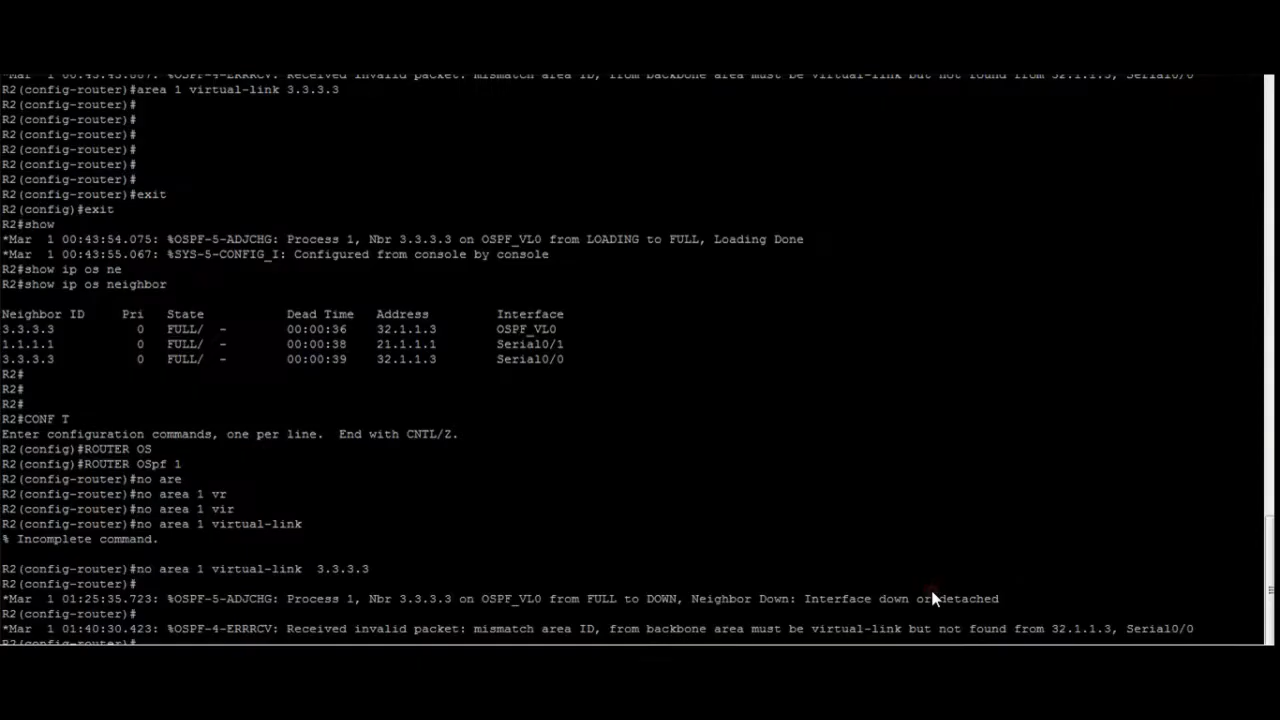 *Mar  1 00:43:43.887: %OSPF-4-ERRRCV: Received invalid packet: mismatch area ID, from backbone area must be virtual-link but not found from 32.1.1.3, Serial0/0
R2(config-router)#area 1 virtual-link 3.3.3.3
R2(config-router)#
R2(config-router)#
R2(config-router)#
R2(config-router)#
R2(config-router)#
R2(config-router)#
R2(config-router)#exit
R2(config)#exit
R2#show
*Mar  1 00:43:54.075: %OSPF-5-ADJCHG: Process 1, Nbr 3.3.3.3 on OSPF_VL0 from LOADING to FULL, Loading Done
*Mar  1 00:43:55.067: %SYS-5-CONFIG_I: Configured from console by console
R2#show ip os ne
R2#show ip os neighbor
Neighbor ID     Pri   State           Dead Time   Address         Interface
3.3.3.3           0   FULL/  -        00:00:36    32.1.1.3        OSPF_VL0
1.1.1.1           0   FULL/  -        00:00:38    21.1.1.1        Serial0/1
3.3.3.3           0   FULL/  -        00:00:39    32.1.1.3        Serial0/0
R2#
R2#
R2#
R2#CONF T
Enter configuration commands, one per line.  End with CNTL/Z.
R2(config)#ROUTER OS
R2(config)#ROUTER OSpf 1
R2(config-router)#no are
R2(config-router)#no area 1 vr
R2(config-router)#no area 1 vir
R2(config-router)#no area 1 virtual-link
% Incomplete command.
R2(config-router)#no area 1 virtual-link  3.3.3.3
R2(config-router)#
*Mar  1 01:25:35.723: %OSPF-5-ADJCHG: Process 1, Nbr 3.3.3.3 on OSPF_VL0 from FULL to DOWN, Neighbor Down: Interface down or detached
R2(config-router)#
*Mar  1 01:40:30.423: %OSPF-4-ERRRCV: Received invalid packet: mismatch area ID, from backbone area must be virtual-link but not found from 32.1.1.3, Serial0/0
R2(config-router)#